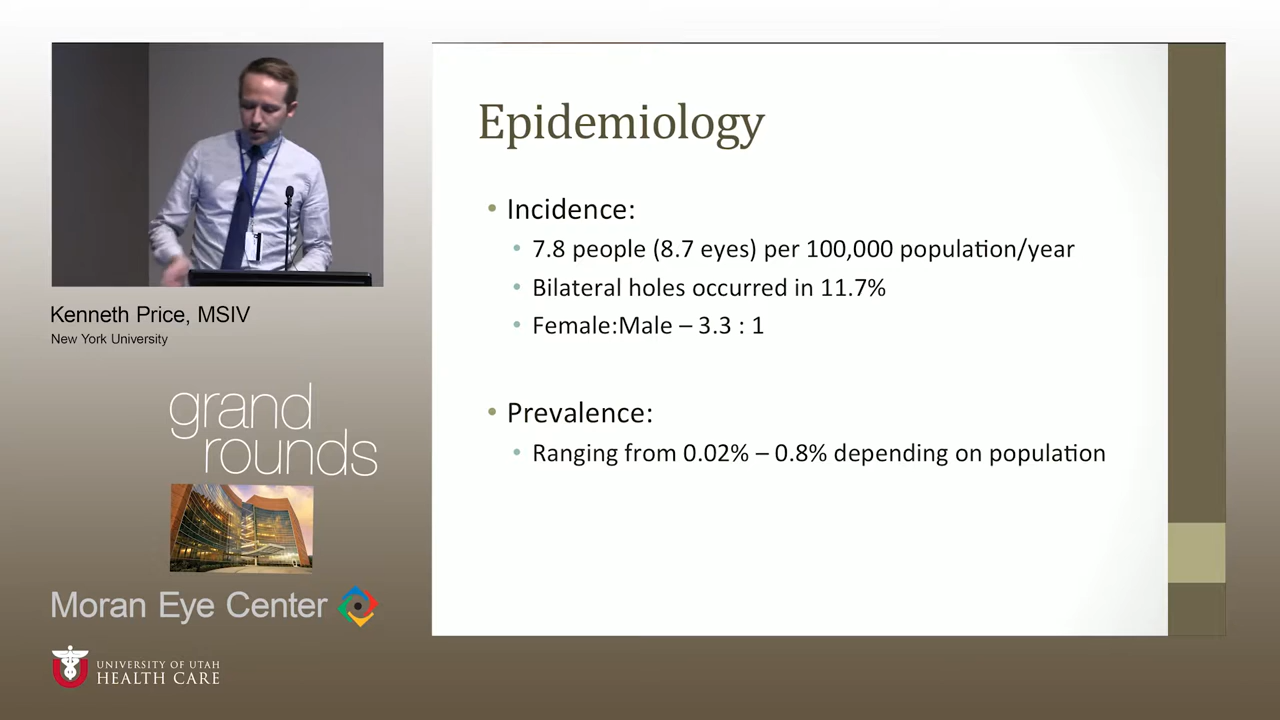 Epidemiology
• Incidence:
• 7.8 people (8.7 eyes) per 100,000 population/year
• Bilateral holes occurred in 11.7%
• Female:Male – 3.3 : 1
• Prevalence:
• Ranging from 0.02% – 0.8% depending on population
Kenneth Price, MSIV
New York University
grand
rounds
Moran Eye Center
UNIVERSITY OF UTAH
HEALTH CARE